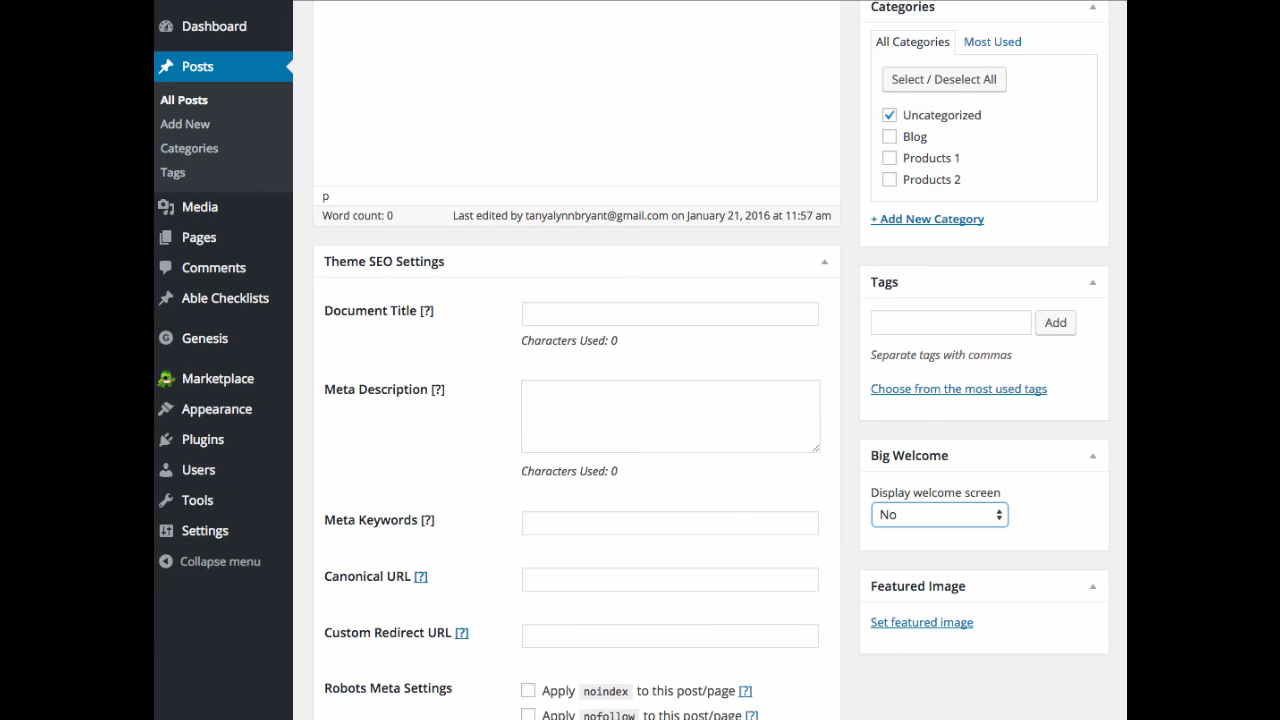 Dashboard
Posts
All Posts
Add New
Categories
Tags
Media
Pages
Comments
Able Checklists
Genesis
Marketplace
Appearance
Plugins
Users
Tools
Settings
Collapse menu
p
Word count: 0 Last edited by tanyalynnbryant@gmail.com on January 21, 2016 at 11:57 am
Theme SEO Settings
Document Title [?]
Characters Used: 0
Meta Description [?]
Characters Used: 0
Meta Keywords [?]
Canonical URL [?]
Custom Redirect URL [?]
Robots Meta Settings
Apply noindex to this post/page [?]
Apply nofollow to this post/page [?]
Categories
All Categories Most Used
Select / Deselect All
Uncategorized
Blog
Products 1
Products 2
+ Add New Category
Tags
Add
Separate tags with commas
Choose from the most used tags
Big Welcome
Display welcome screen
No
Featured Image
Set featured image